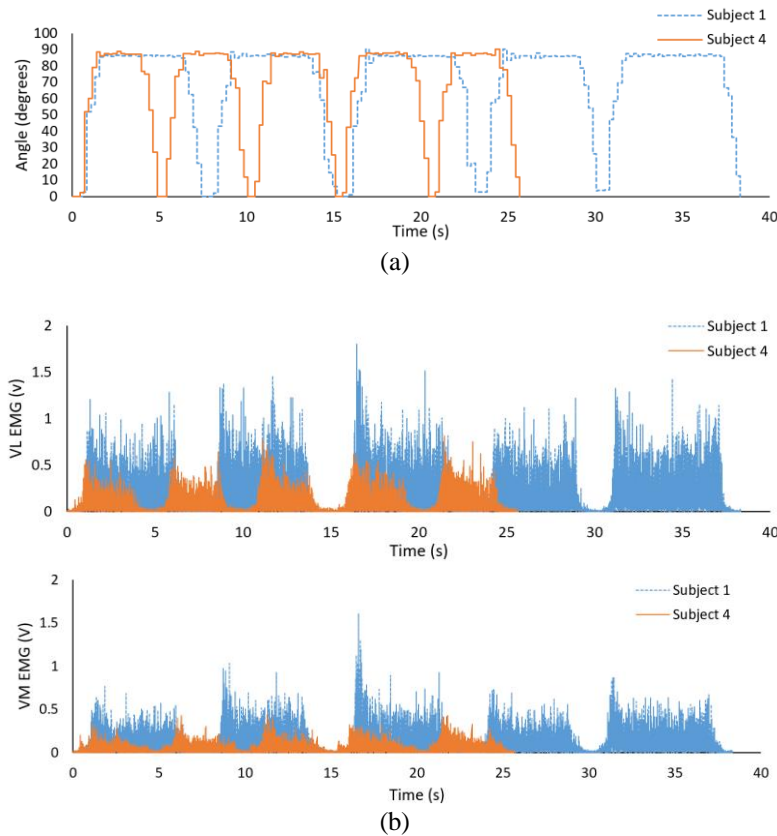 Subject 1
Subject 4
Angle (degrees)
100
90
80
70
60
50
40
30
20
10
0
0 5 10 15 20 25 30 35 40
Time (s)
(a)
Subject 1
Subject 4
VL EMG (v)
2
1.5
1
0.5
0
0 5 10 15 20 25 30 35 40
Time (s)
Subject 1
Subject 4
VM EMG (V)
2
1.5
1
0.5
0
0 5 10 15 20 25 30 35 40
Time (s)
(b)